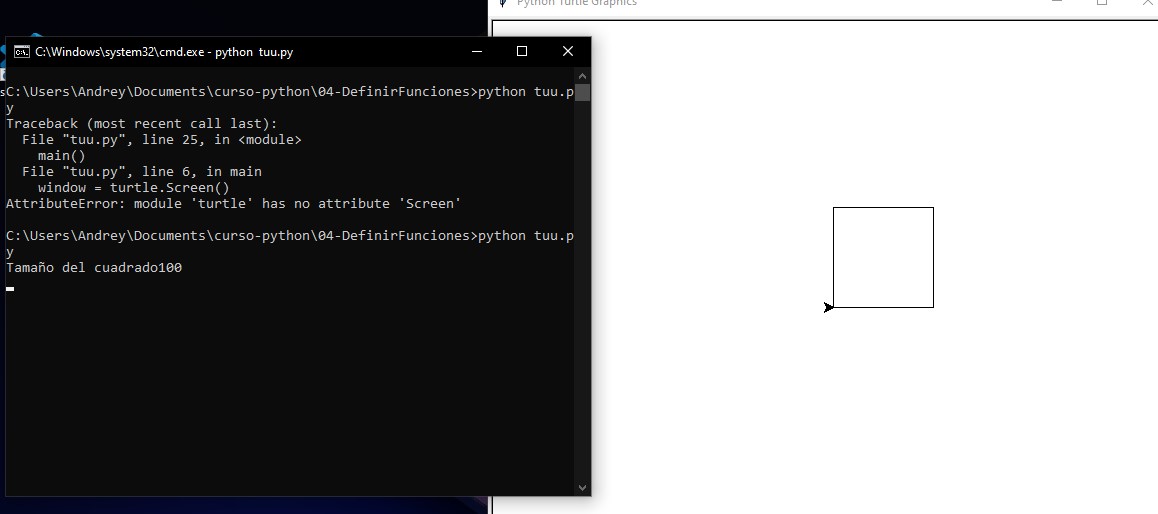 Python Turtle Graphics
C:\Windows\system32\cmd.exe - python  tuu.py
C:\Users\Andrey\Documents\curso-python\04-DefinirFunciones>python tuu.p
y
Traceback (most recent call last):
  File "tuu.py", line 25, in <module>
    main()
  File "tuu.py", line 6, in main
    window = turtle.Screen()
AttributeError: module 'turtle' has no attribute 'Screen'
C:\Users\Andrey\Documents\curso-python\04-DefinirFunciones>python tuu.p
y
Tamaño del cuadrado100